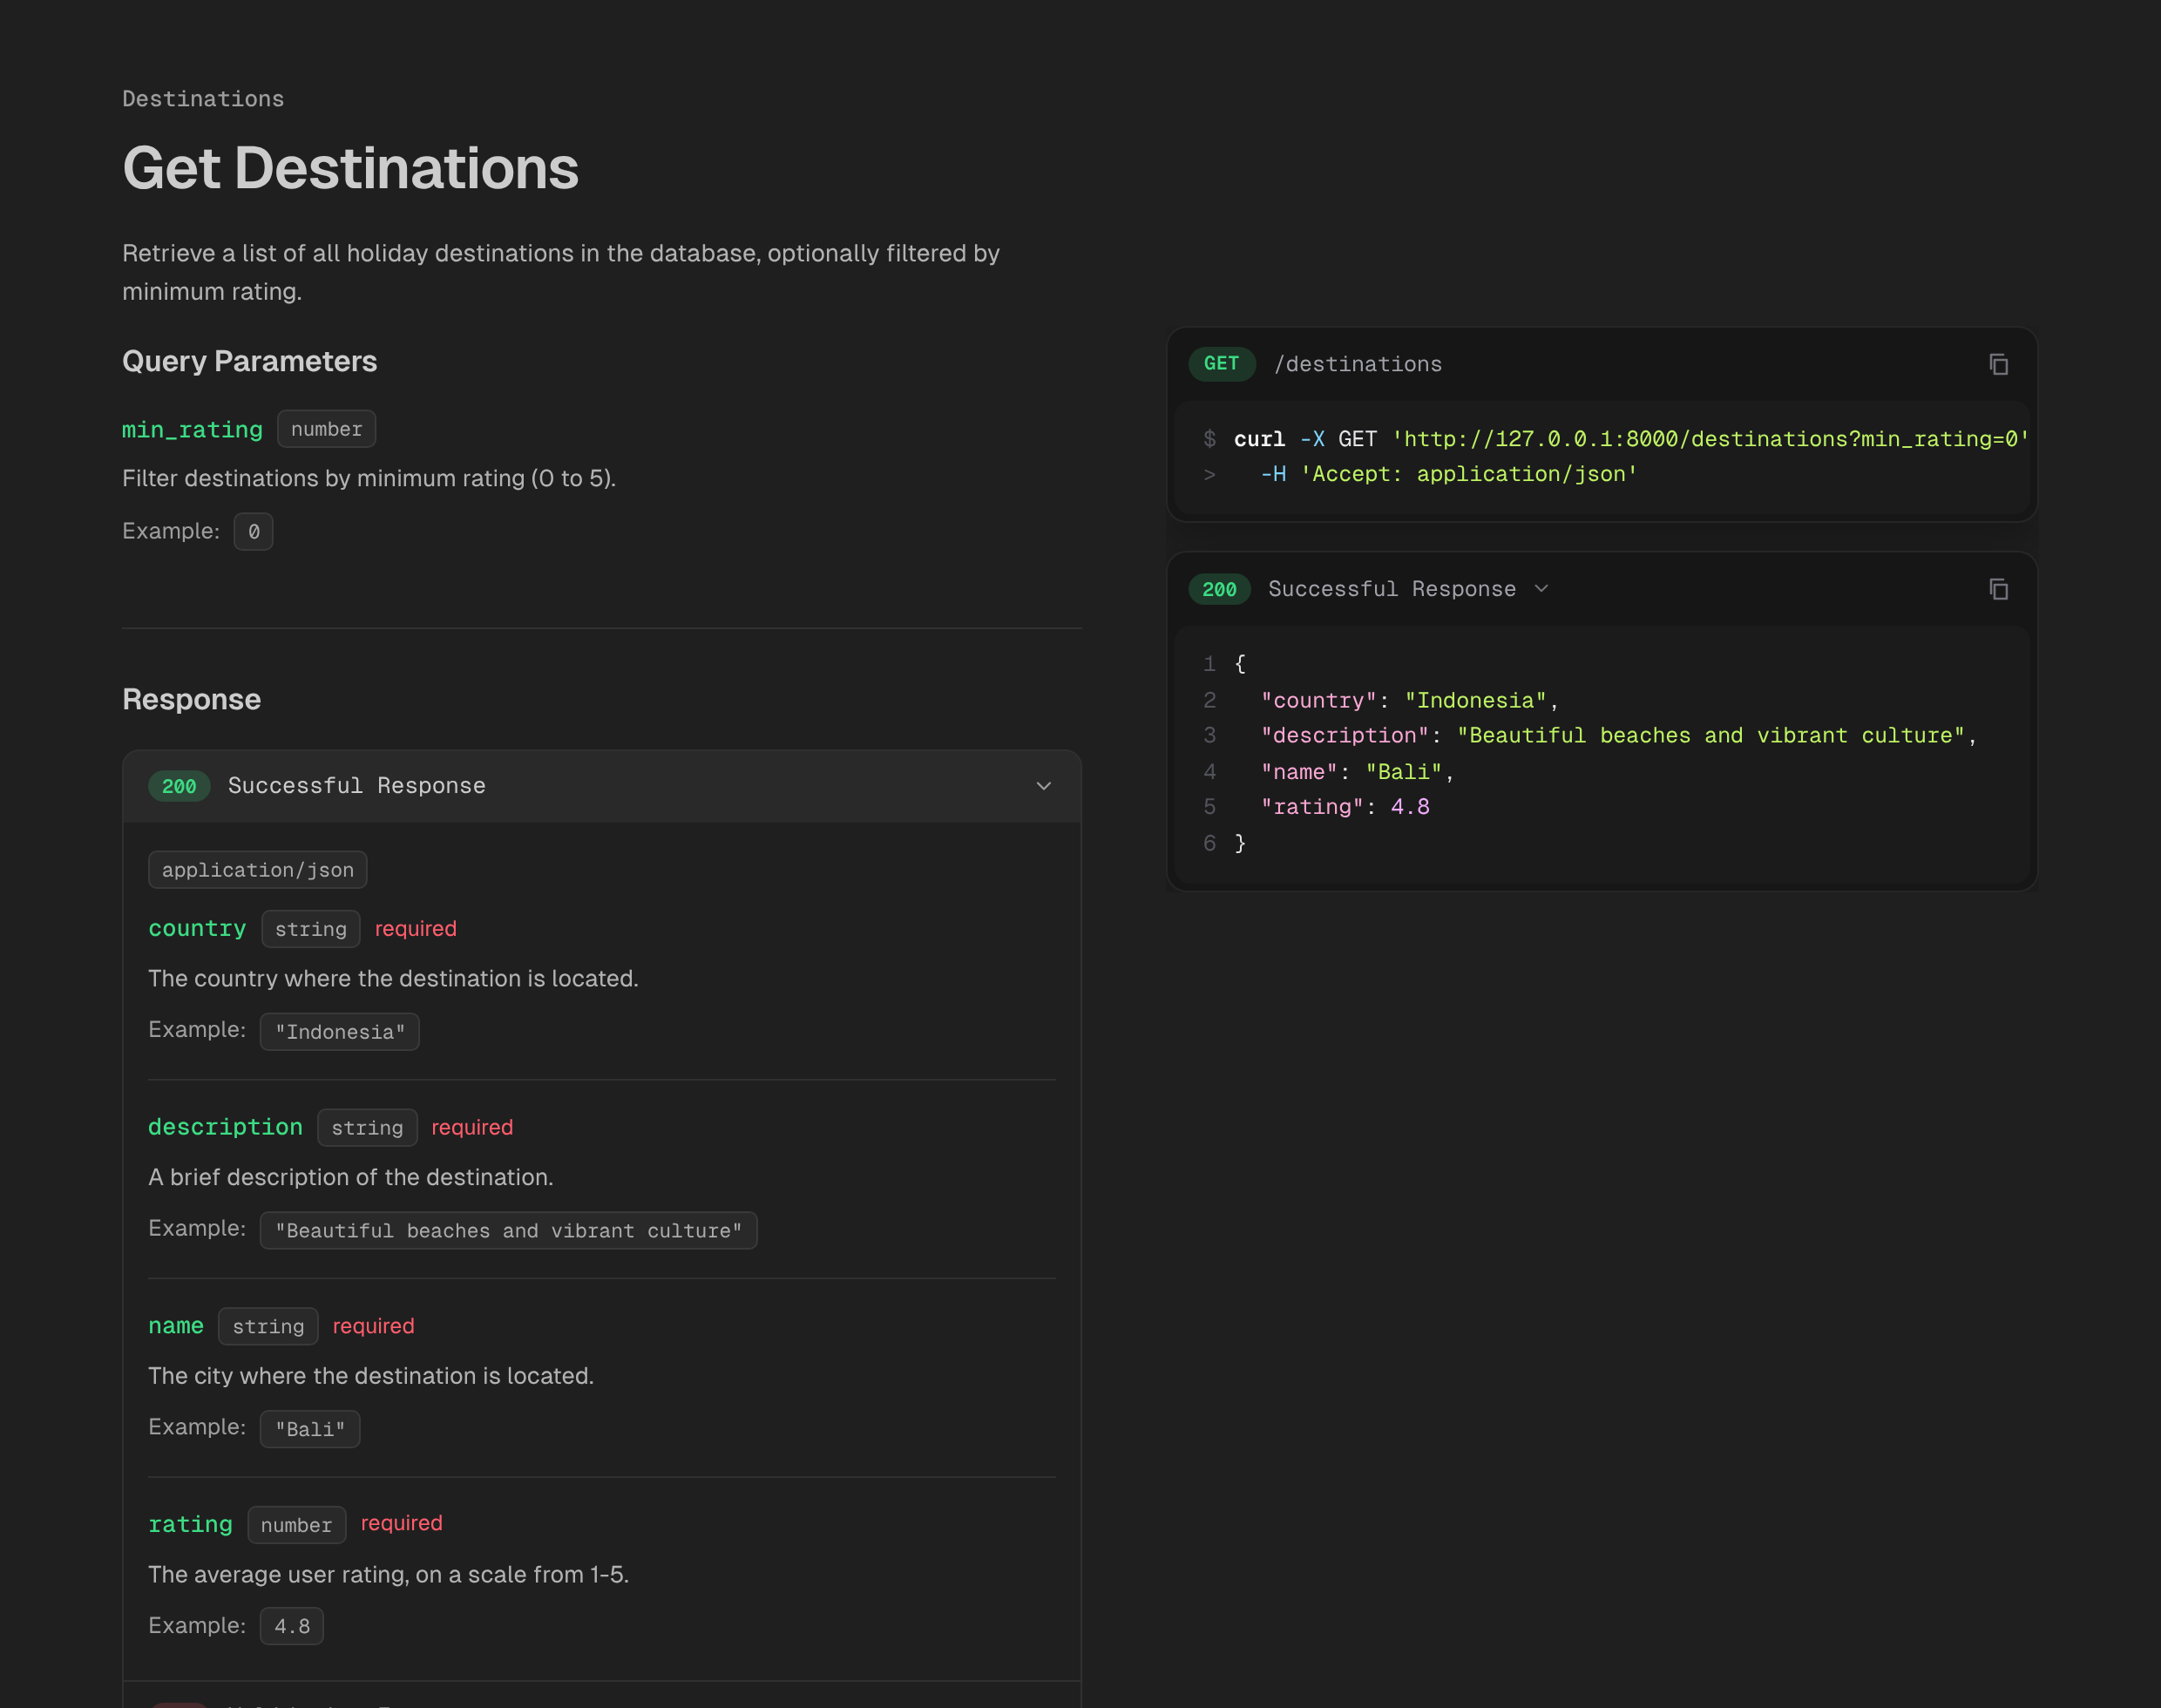 Destinations
Get Destinations
Retrieve a list of all holiday destinations in the database, optionally filtered by
minimum rating.
Query Parameters
min_rating number
Filter destinations by minimum rating (0 to 5).
Example: 0
Response
200 Successful Response
application/json
country string required
The country where the destination is located.
Example: "Indonesia"
description string required
A brief description of the destination.
Example: "Beautiful beaches and vibrant culture"
name string required
The city where the destination is located.
Example: "Bali"
rating number required
The average user rating, on a scale from 1-5.
Example: 4.8
GET /destinations
$ curl -X GET 'http://127.0.0.1:8000/destinations?min_rating=0'
> -H 'Accept: application/json'
200 Successful Response
1 {
2 "country": "Indonesia",
3 "description": "Beautiful beaches and vibrant culture",
4 "name": "Bali",
5 "rating": 4.8
6 }